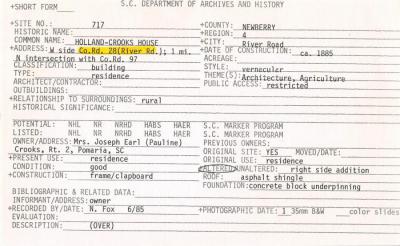 +SHORT FORM S.C. DEPARTMENT OF ARCHIVES AND HISTORY
+SITE NO.: 717 +COUNTY: NEWBERRY
HISTORIC NAME: +REGION: 4
COMMON NAME: HOLLAND-CROOKS HOUSE +CITY: River Road
+ADDRESS: W side Co.Rd. 28(River Rd.); 1 mi. +DATE OF CONSTRUCTION: ca. 1885
N intersection with Co.Rd. 97 ACREAGE:
CLASSIFICATION: building STYLE: vernecular
TYPE: residence THEME(S): Architecture, Agriculture
ARCHITECT/CONTRACTOR: PUBLIC ACCESS: restricted
OUTBUILDINGS:
+RELATIONSHIP TO SURROUNDINGS: rural
HISTORICAL SIGNIFICANCE:
POTENTIAL: NHL NR NRHD HABS HAER S.C. MARKER PROGRAM
LISTED: NHL NR NRHD HABS HAER S.C. MARKER PROGRAM
OWNER/ADDRESS: Mrs. Joseph Earl (Pauline) PREVIOUS OWNERS:
Crooks, Rt. 2, Pomaria, SC ORIGINAL SITE: YES MOVED/DATE:
+PRESENT USE: residence ORIGINAL USE: residence
CONDITION: good ALTERED/UNALTERED: right side addition
+CONSTRUCTION: frame/clapboard ROOF: asphalt shingle
FOUNDATION: concrete block underpinning
BIBLIOGRAPHIC & RELATED DATA:
INFORMANT/ADDRESS: owner
+RECORDED BY/DATE: N. Fox 6/85 +PHOTOGRAPHIC DATA: 1 35mm B&W color slides
EVALUATION:
DESCRIPTION: (OVER)